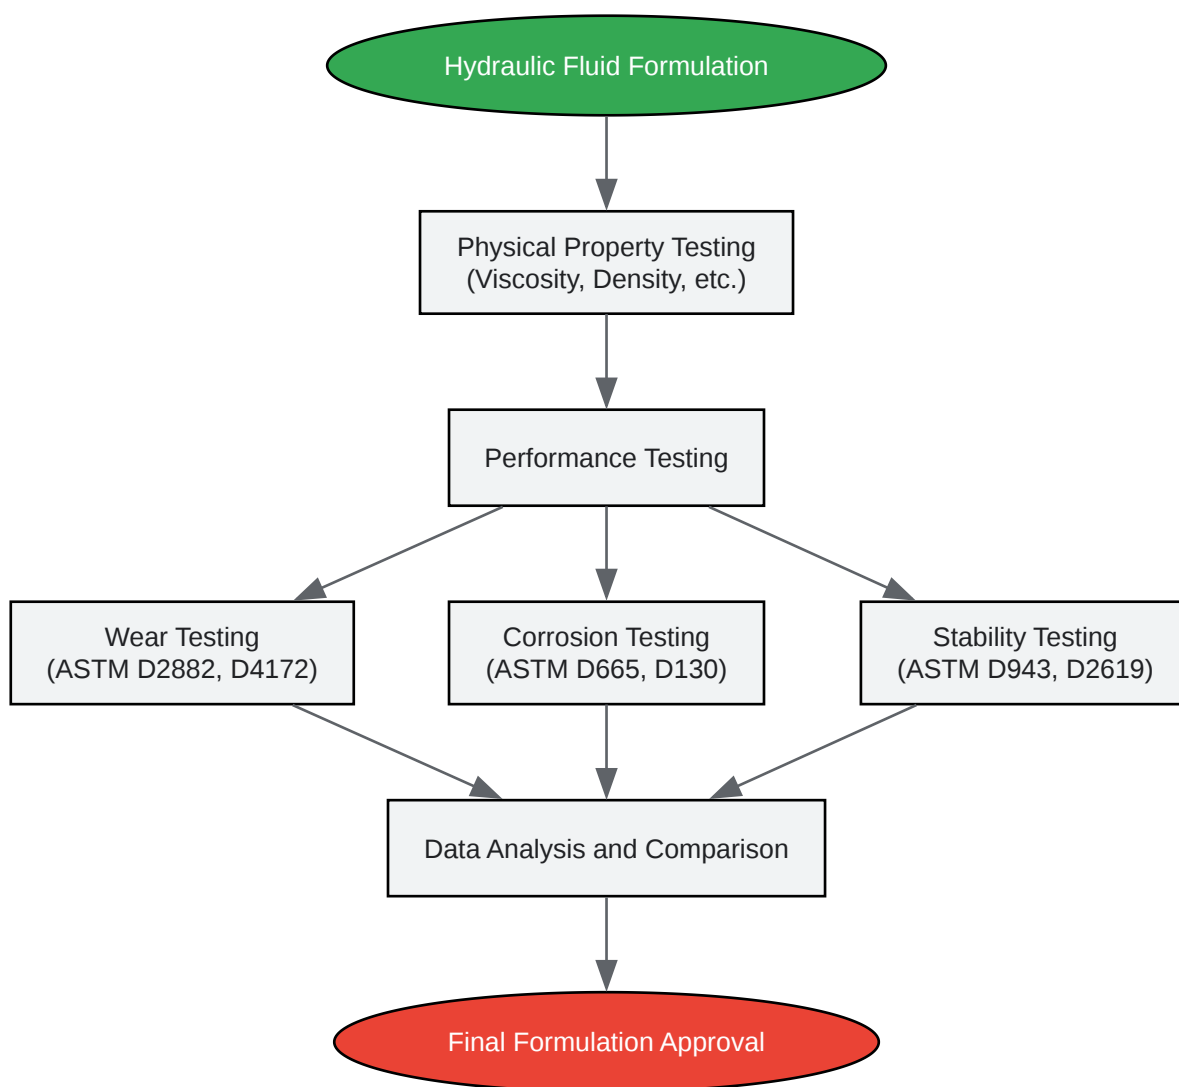 Hydraulic Fluid Formulation
Physical Property Testing
(Viscosity, Density, etc.)
Performance Testing
Wear Testing
(ASTM D2882, D4172)
Corrosion Testing
(ASTM D665, D130)
Stability Testing
(ASTM D943, D2619)
Data Analysis and Comparison
Final Formulation Approval